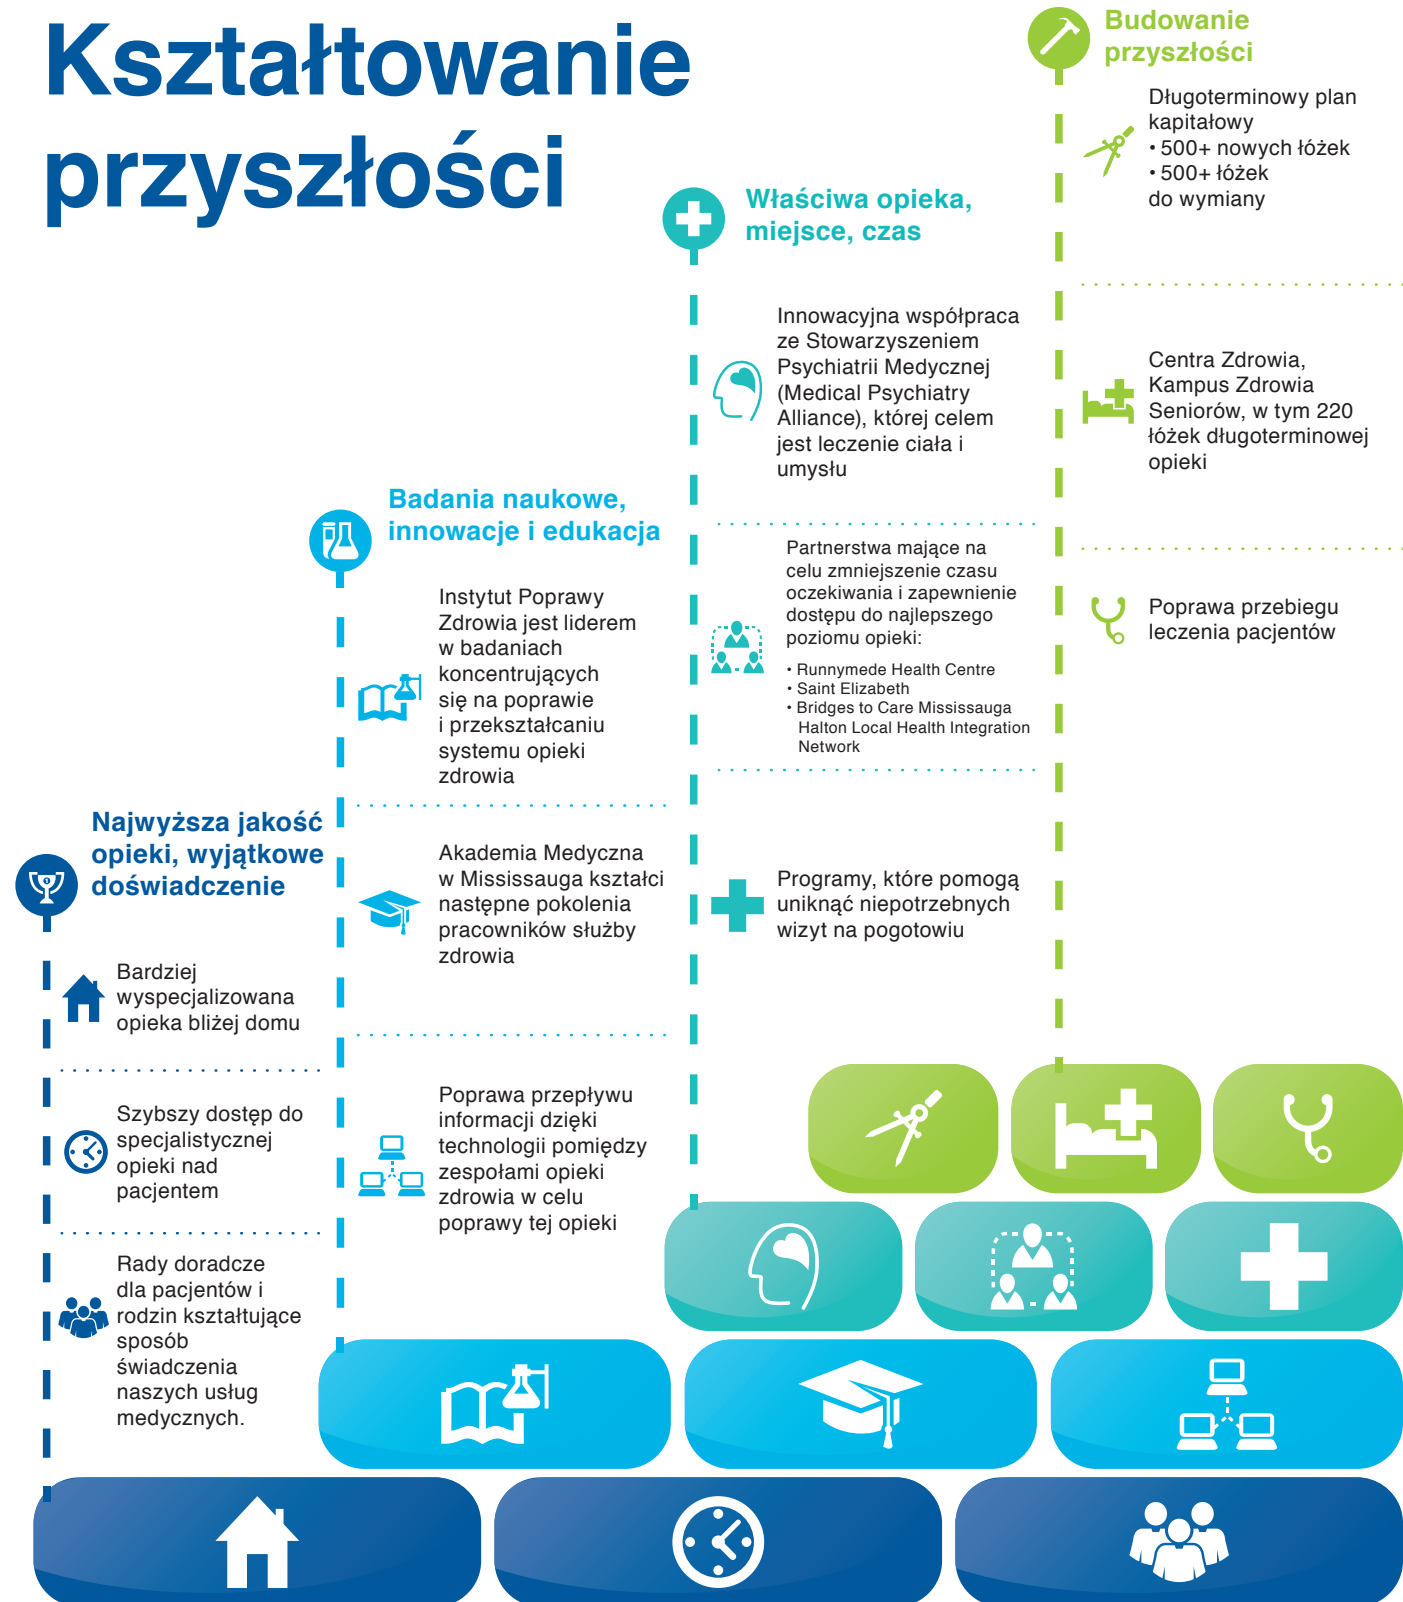 Kształtowanie
przyszłości
Najwyższa jakość
opieki, wyjątkowe
doświadczenie
Bardziej
wyspecjalizowana
opieka bliżej domu
Szybszy dostęp do
specjalistycznej
opieki nad
pacjentem
Rady doradcze
dla pacjentów i
rodzin kształtujące
sposób
świadczenia
naszych usług
medycznych.
Badania naukowe,
innowacje i edukacja
Instytut Poprawy
Zdrowia jest liderem
w badaniach
koncentrujących
się na poprawie
i przekształcaniu
systemu opieki
zdrowia
Akademia Medyczna
w Mississauga kształci
następne pokolenia
pracowników służby
zdrowia
Poprawa przepływu
informacji dzięki
technologii pomiędzy
zespołami opieki
zdrowia w celu
poprawy tej opieki
Właściwa opieka,
miejsce, czas
Innowacyjna współpraca
ze Stowarzyszeniem
Psychiatrii Medycznej
(Medical Psychiatry
Alliance), której celem
jest leczenie ciała i
umysłu
Partnerstwa mające na
celu zmniejszenie czasu
oczekiwania i zapewnienie
dostępu do najlepszego
poziomu opieki:
• Runnymede Health Centre
• Saint Elizabeth
• Bridges to Care Mississauga
Halton Local Health Integration
Network
Programy, które pomogą
uniknąć niepotrzebnych
wizyt na pogotowiu
Budowanie
przyszłości
Długoterminowy plan
kapitałowy
• 500+ nowych łóżek
• 500+ łóżek
do wymiany
Centra Zdrowia,
Kampus Zdrowia
Seniorów, w tym 220
łóżek długoterminowej
opieki
Poprawa przebiegu
leczenia pacjentów